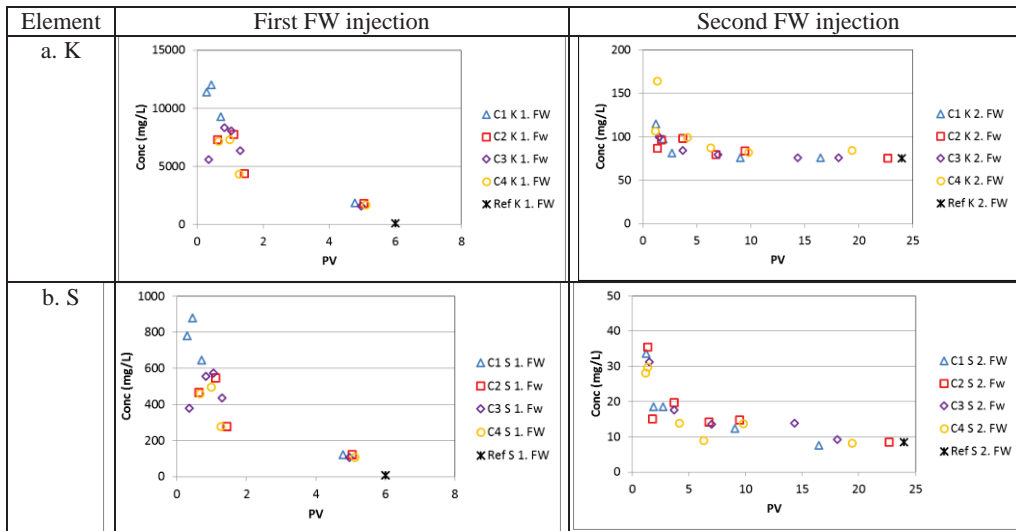 Element First FW injection Second FW injection
a. K
15000
10000
5000
0
Conc (mg/L)
0 2 4 6 8
PV
C1 K 1. FW
C2 K 1. Fw
C3 K 1. Fw
C4 K 1. FW
Ref K 1. FW
200
150
100
50
0
Conc (mg/L)
0 5 10 15 20 25
PV
C1 K 2. FW
C2 K 2. Fw
C3 K 2. Fw
C4 K 2. FW
Ref K 2. FW
b. S
1000
800
600
400
200
0
Conc (mg/L)
0 2 4 6 8
PV
C1 S 1. FW
C2 S 1. Fw
C3 S 1. Fw
C4 S 1. FW
Ref S 1. FW
50
40
30
20
10
0
Conc (mg/L)
0 5 10 15 20 25
PV
C1 S 2. FW
C2 S 2. Fw
C3 S 2. Fw
C4 S 2. FW
Ref S 2. FW